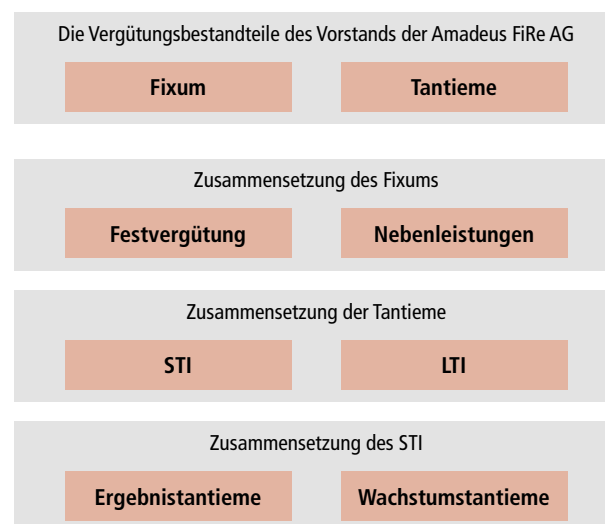 Die Vergütungsbestandteile des Vorstands der Amadeus FiRe AG
Fixum Tantieme
Zusammensetzung des Fixums
Festvergütung Nebenleistungen
Zusammensetzung der Tantieme
STI LTI
Zusammensetzung des STI
Ergebnistantieme Wachstumstantieme